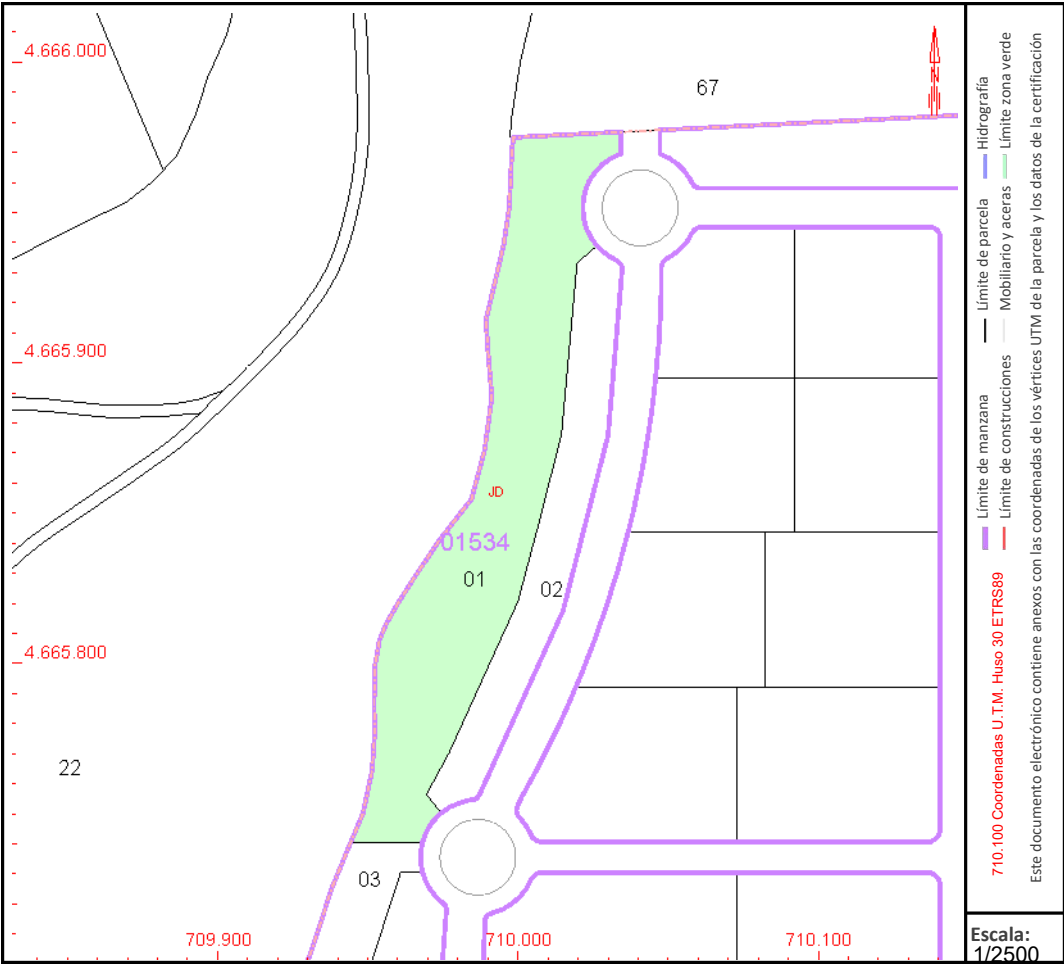 4.666.000
67
4.665.900
JD
01534
01
02
4.665.800
22
03
709.900
710.000
710.100
710.100 Coordenadas U.T.M. Huso 30 ETRS89
Límite de manzana
Límite de parcela
Hidrografía
Límite de construcciones
Mobiliario y aceras
Límite zona verde
Este documento electrónico contiene anexos con las coordenadas de los vértices UTM de la parcela y los datos de la certificación
Escala:
1/2500